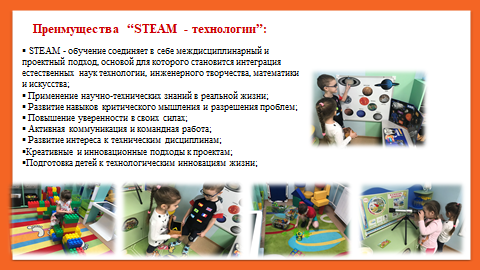 Преимущества “STEAM - технологии”:
▪ STEAM - обучение соединяет в себе междисциплинарный и
проектный подход, основой для которого становится интеграция
естественных наук технологии, инженерного творчества, математики
и искусства;
▪ Применение научно-технических знаний в реальной жизни;
▪ Развитие навыков критического мышления и разрешения проблем;
▪ Повышение уверенности в своих силах;
▪ Активная коммуникация и командная работа;
▪ Развитие интереса к техническим дисциплинам;
▪Креативные и инновационные подходы к проектам;
▪Подготовка детей к технологическим инновациям жизни;